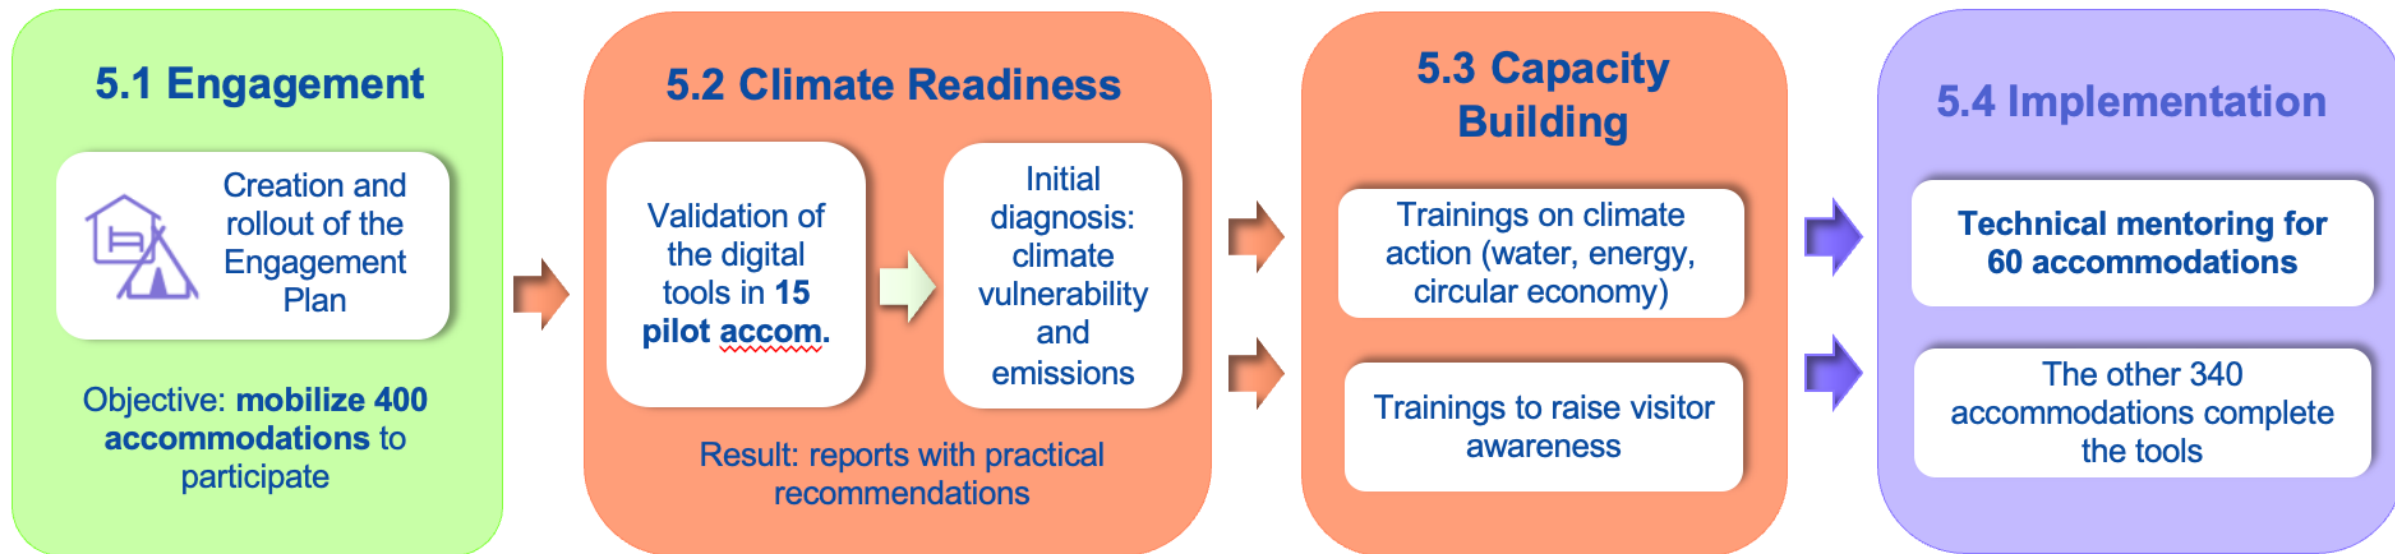 5.1 Engagement
Creation and
rollout of the
Engagement
Plan
Objective: mobilize 400
accommodations to
participate
5.2 Climate Readiness
Validation of
the digital
tools in 15
pilot accom.
Initial
diagnosis:
climate
vulnerability
and
emissions
Result: reports with practical
recommendations
5.3 Capacity
Building
Trainings on climate
action (water, energy,
circular economy)
Trainings to raise visitor
awareness
5.4 Implementation
Technical mentoring for
60 accommodations
The other 340
accommodations complete
the tools